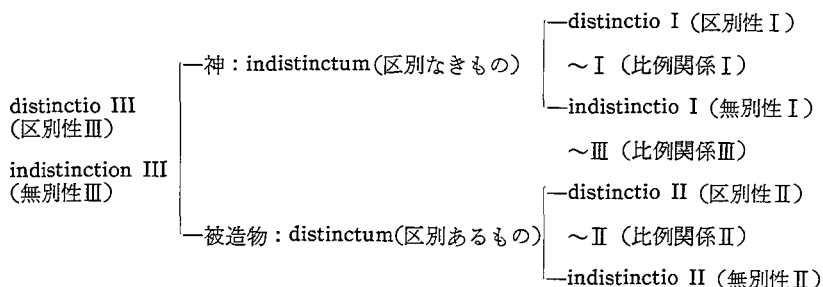 distinctio I (区別性Ⅰ)
神：indistinctum(区別なきもの)
～Ⅰ (比例関係Ⅰ)
distinctio III
(区別性Ⅲ)
indistinctio I (無別性Ⅰ)
～Ⅲ (比例関係Ⅲ)
indistinction III
(無別性Ⅲ)
distinctio II (区別性Ⅱ)
被造物：distinctum(区別あるもの)
～Ⅱ (比例関係Ⅱ)
indistinctio II (無別性Ⅱ)